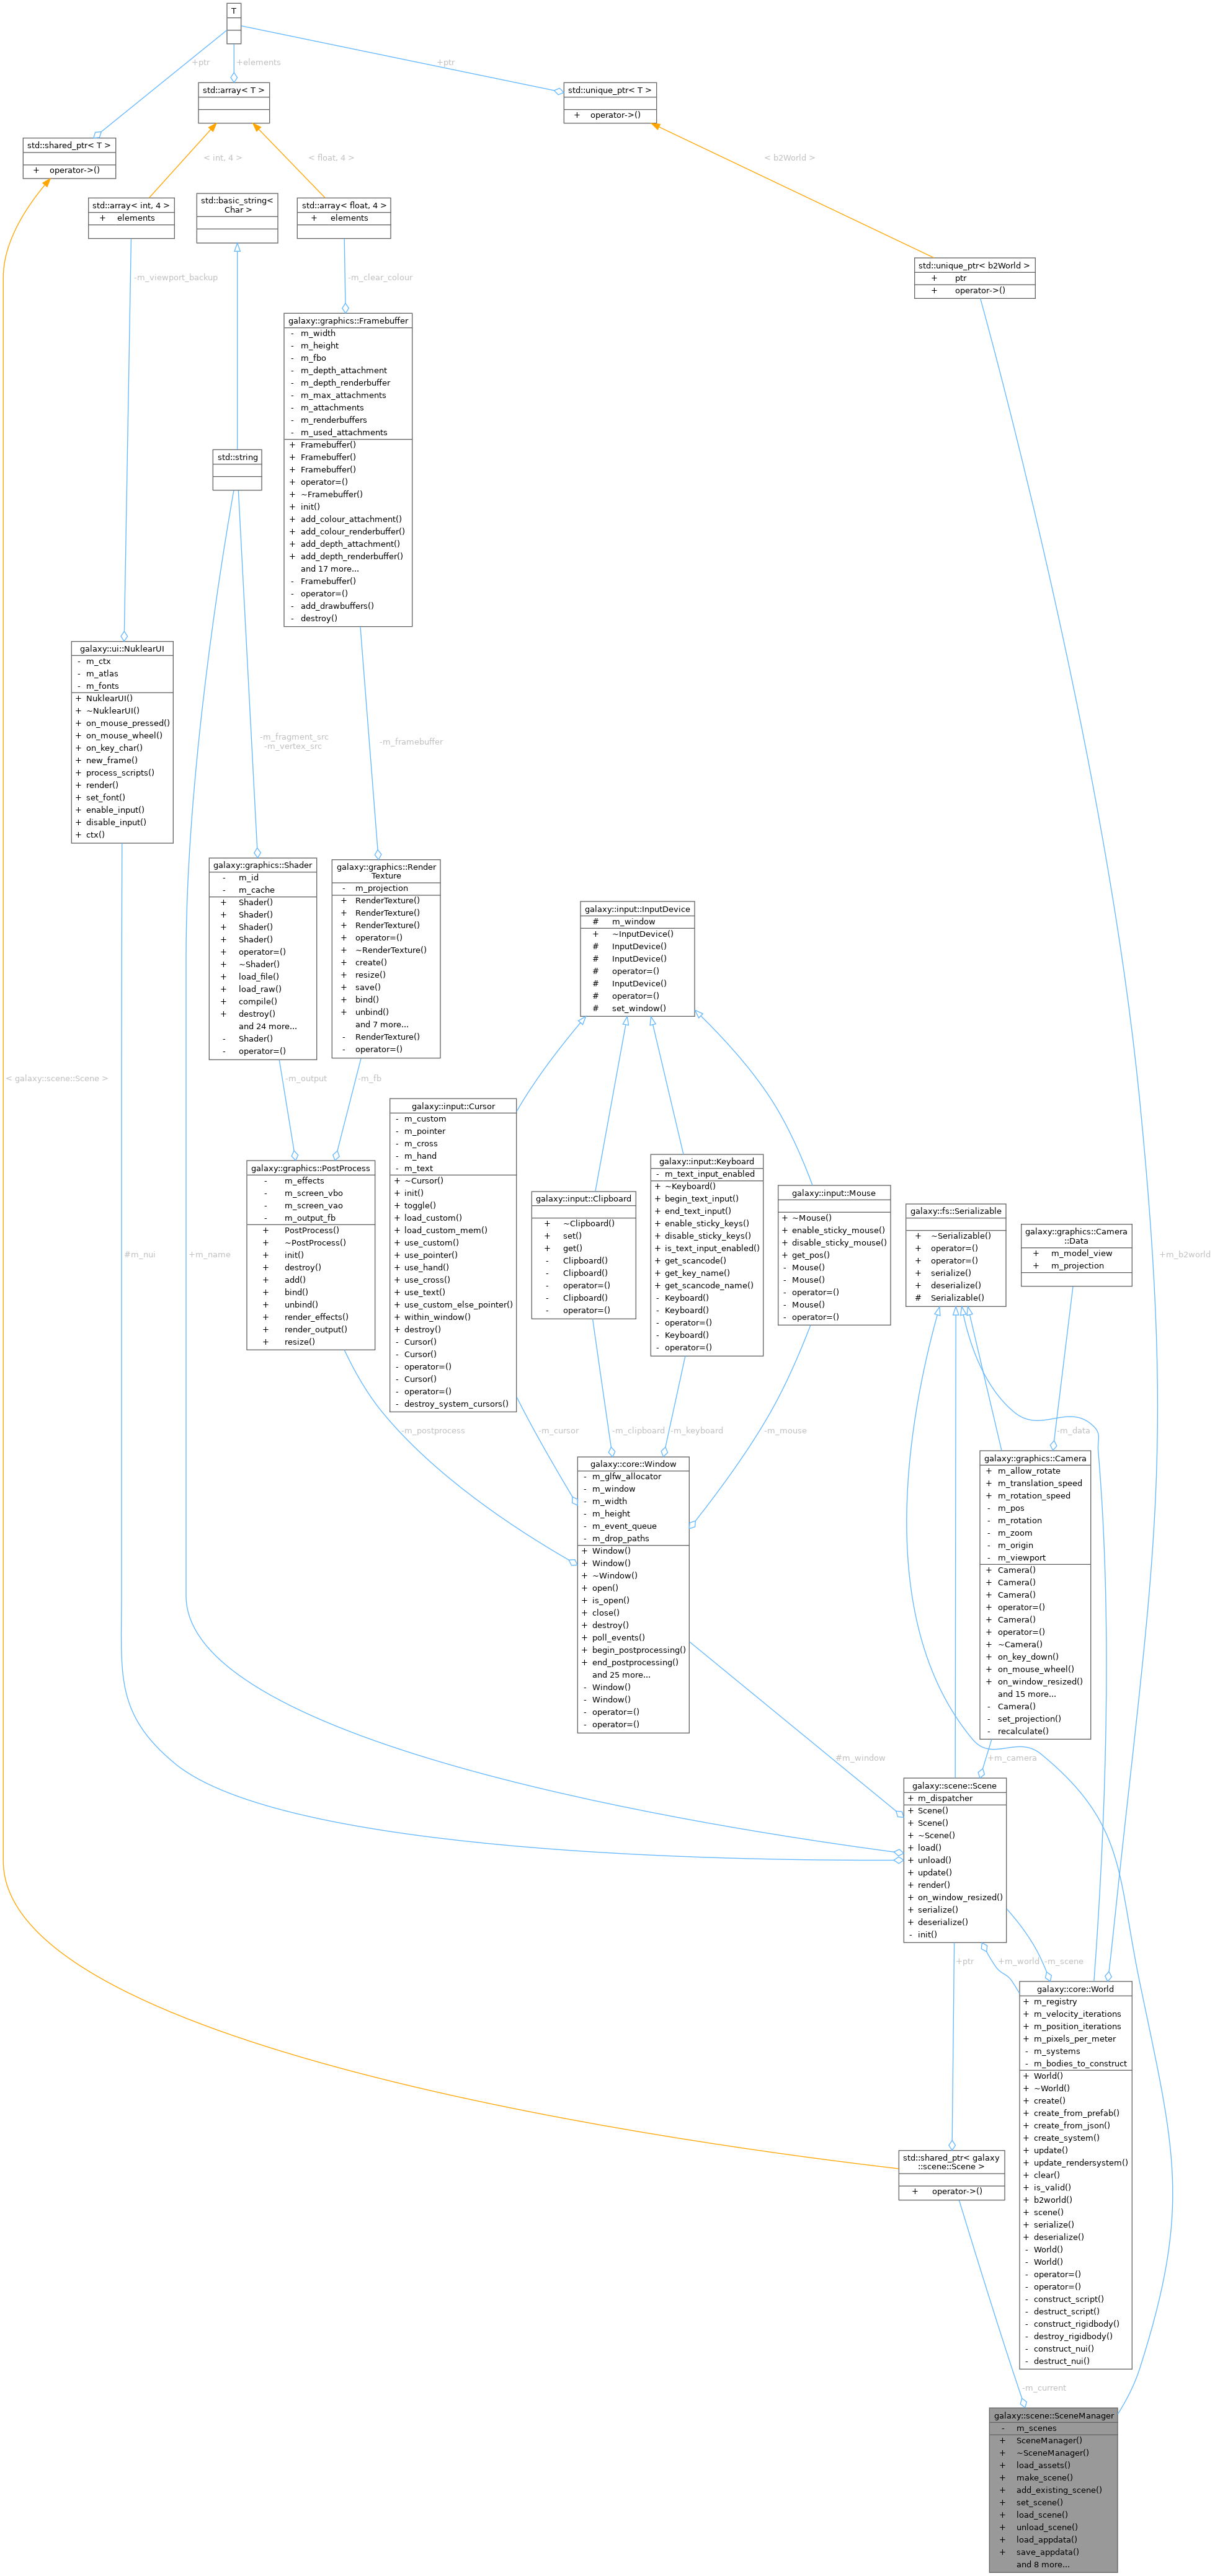 T
+ptr
+elements
+ptr
std::array< T >
std::unique_ptr< T >
+ operator->()
std::shared_ptr< T >
+ operator->()
< int, 4 >
< float, 4 >
< b2World >
std::basic_string<
Char >
std::array< int, 4 >
+ elements
std::array< float, 4 >
+ elements
std::unique_ptr< b2World >
+ ptr
+ operator->()
-m_viewport_backup
-m_clear_colour
galaxy::graphics::Framebuffer
- m_width
- m_height
- m_fbo
- m_depth_attachment
- m_depth_renderbuffer
- m_max_attachments
- m_attachments
- m_renderbuffers
- m_used_attachments
+ Framebuffer()
+ Framebuffer()
+ Framebuffer()
+ operator=()
+ ~Framebuffer()
+ init()
+ add_colour_attachment()
+ add_colour_renderbuffer()
+ add_depth_attachment()
+ add_depth_renderbuffer()
and 17 more...
- Framebuffer()
- operator=()
- add_drawbuffers()
- destroy()
std::string
galaxy::ui::NuklearUI
- m_ctx
- m_atlas
- m_fonts
+ NuklearUI()
+ ~NuklearUI()
+ on_mouse_pressed()
+ on_mouse_wheel()
+ on_key_char()
+ new_frame()
+ process_scripts()
+ render()
+ set_font()
+ enable_input()
+ disable_input()
+ ctx()
-m_fragment_src
-m_vertex_src
-m_framebuffer
galaxy::graphics::Shader
- m_id
- m_cache
+ Shader()
+ Shader()
+ Shader()
+ Shader()
+ operator=()
+ ~Shader()
+ load_file()
+ load_raw()
+ compile()
+ destroy()
and 24 more...
- Shader()
- operator=()
galaxy::graphics::Render
Texture
- m_projection
+ RenderTexture()
+ RenderTexture()
+ RenderTexture()
+ operator=()
+ ~RenderTexture()
+ create()
+ resize()
+ save()
+ bind()
+ unbind()
and 7 more...
- RenderTexture()
- operator=()
galaxy::input::InputDevice
# m_window
+ ~InputDevice()
# InputDevice()
# InputDevice()
# operator=()
# InputDevice()
# operator=()
# set_window()
< galaxy::scene::Scene >
-m_output
-m_fb
galaxy::input::Cursor
- m_custom
- m_pointer
- m_cross
- m_hand
- m_text
+ ~Cursor()
+ init()
+ toggle()
+ load_custom()
+ load_custom_mem()
+ use_custom()
+ use_pointer()
+ use_hand()
+ use_cross()
+ use_text()
+ use_custom_else_pointer()
+ within_window()
+ destroy()
- Cursor()
- Cursor()
- operator=()
- Cursor()
- operator=()
- destroy_system_cursors()
galaxy::graphics::PostProcess
- m_effects
- m_screen_vbo
- m_screen_vao
- m_output_fb
+ PostProcess()
+ ~PostProcess()
+ init()
+ destroy()
+ add()
+ bind()
+ unbind()
+ render_effects()
+ render_output()
+ resize()
galaxy::input::Clipboard
+ ~Clipboard()
+ set()
+ get()
- Clipboard()
- Clipboard()
- operator=()
- Clipboard()
- operator=()
galaxy::input::Keyboard
- m_text_input_enabled
+ ~Keyboard()
+ begin_text_input()
+ end_text_input()
+ enable_sticky_keys()
+ disable_sticky_keys()
+ is_text_input_enabled()
+ get_scancode()
+ get_key_name()
+ get_scancode_name()
- Keyboard()
- Keyboard()
- operator=()
- Keyboard()
- operator=()
galaxy::input::Mouse
+ ~Mouse()
+ enable_sticky_mouse()
+ disable_sticky_mouse()
+ get_pos()
- Mouse()
- Mouse()
- operator=()
- Mouse()
- operator=()
galaxy::fs::Serializable
+ ~Serializable()
+ operator=()
+ operator=()
+ serialize()
+ deserialize()
# Serializable()
galaxy::graphics::Camera
::Data
+ m_model_view
+ m_projection
#m_nui
+m_name
+m_b2world
-m_postprocess
-m_cursor
-m_clipboard
-m_keyboard
-m_mouse
-m_data
galaxy::core::Window
- m_glfw_allocator
- m_window
- m_width
- m_height
- m_event_queue
- m_drop_paths
+ Window()
+ Window()
+ ~Window()
+ open()
+ is_open()
+ close()
+ destroy()
+ poll_events()
+ begin_postprocessing()
+ end_postprocessing()
and 25 more...
- Window()
- Window()
- operator=()
- operator=()
galaxy::graphics::Camera
+ m_allow_rotate
+ m_translation_speed
+ m_rotation_speed
- m_pos
- m_rotation
- m_zoom
- m_origin
- m_viewport
+ Camera()
+ Camera()
+ Camera()
+ operator=()
+ Camera()
+ operator=()
+ ~Camera()
+ on_key_down()
+ on_mouse_wheel()
+ on_window_resized()
and 15 more...
- Camera()
- set_projection()
- recalculate()
#m_window
+m_camera
galaxy::scene::Scene
+ m_dispatcher
+ Scene()
+ Scene()
+ ~Scene()
+ load()
+ unload()
+ update()
+ render()
+ on_window_resized()
+ serialize()
+ deserialize()
- init()
+ptr
+m_world
-m_scene
galaxy::core::World
+ m_registry
+ m_velocity_iterations
+ m_position_iterations
+ m_pixels_per_meter
- m_systems
- m_bodies_to_construct
+ World()
+ ~World()
+ create()
+ create_from_prefab()
+ create_from_json()
+ create_system()
+ update()
+ update_rendersystem()
+ clear()
+ is_valid()
+ b2world()
+ scene()
+ serialize()
+ deserialize()
- World()
- World()
- operator=()
- operator=()
- construct_script()
- destruct_script()
- construct_rigidbody()
- destroy_rigidbody()
- construct_nui()
- destruct_nui()
std::shared_ptr< galaxy
::scene::Scene >
+ operator->()
-m_current
galaxy::scene::SceneManager
- m_scenes
+ SceneManager()
+ ~SceneManager()
+ load_assets()
+ make_scene()
+ add_existing_scene()
+ set_scene()
+ load_scene()
+ unload_scene()
+ load_appdata()
+ save_appdata()
and 8 more...